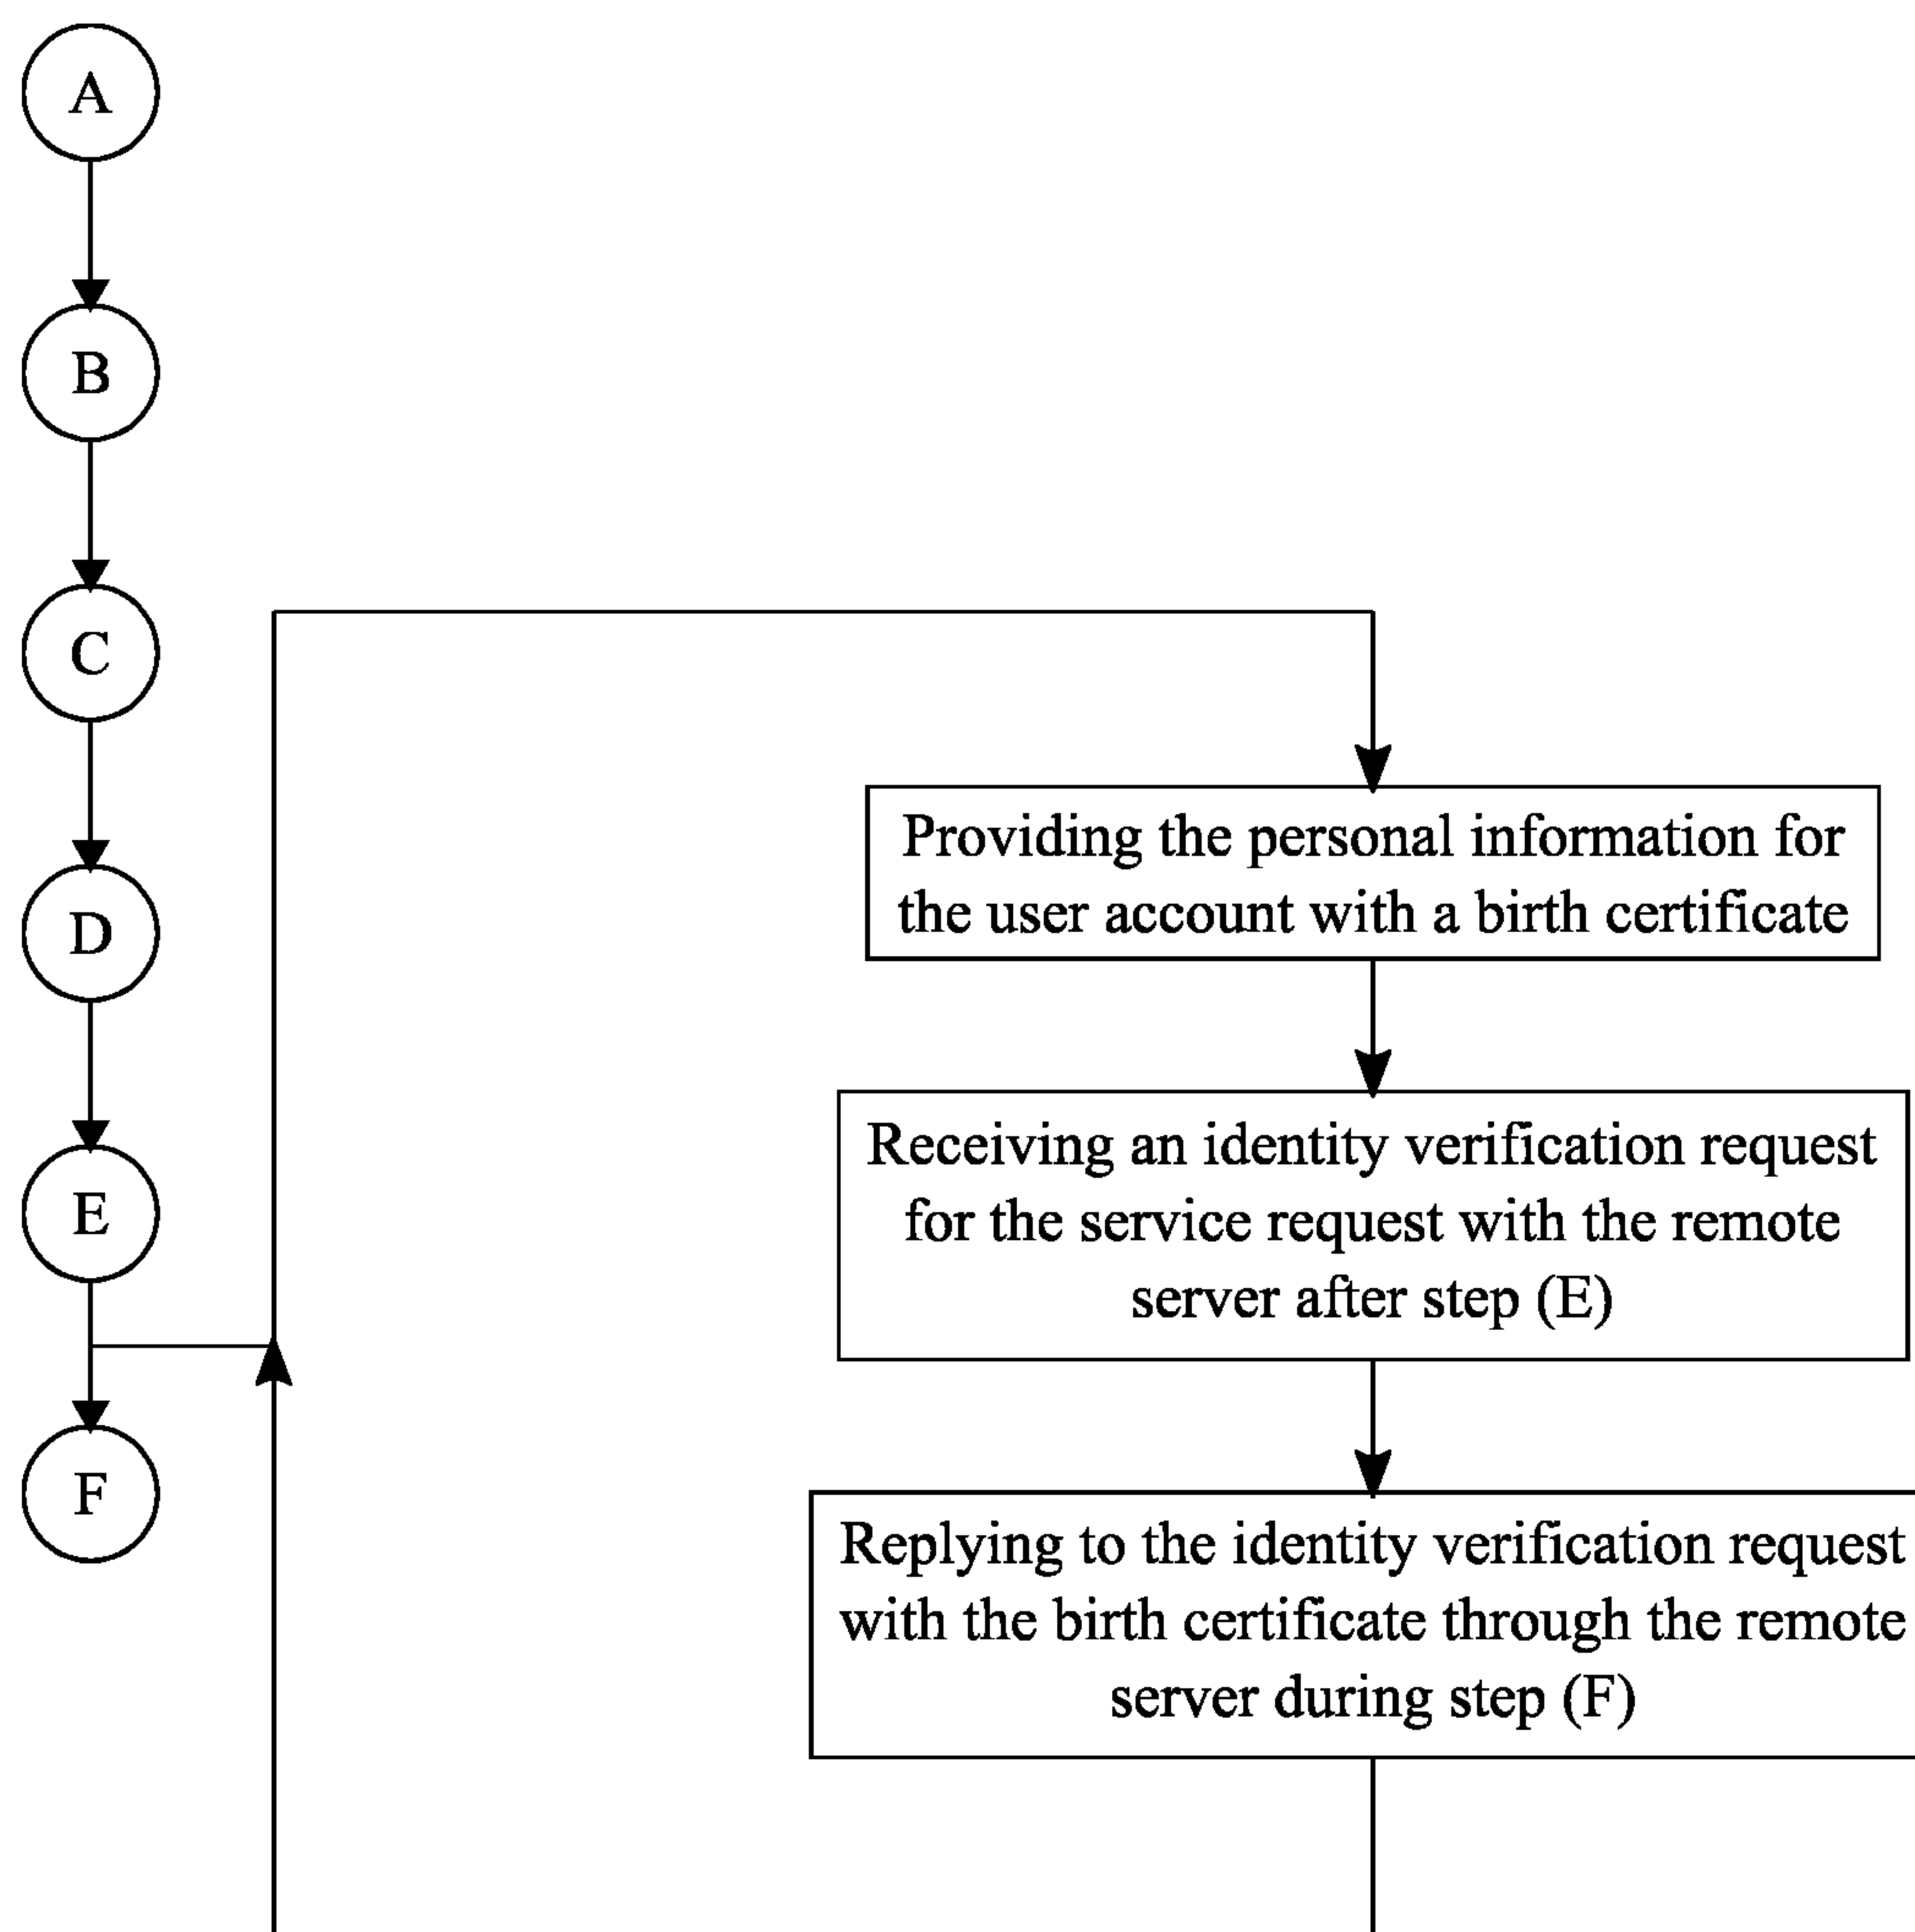 A
B
C
D
E
F
Providing the personal information for
the user account with a birth certificate
Receiving an identity verification request
for the service request with the remote
server after step (E)
Replying to the identity verification request
with the birth certificate through the remote
server during step (F)